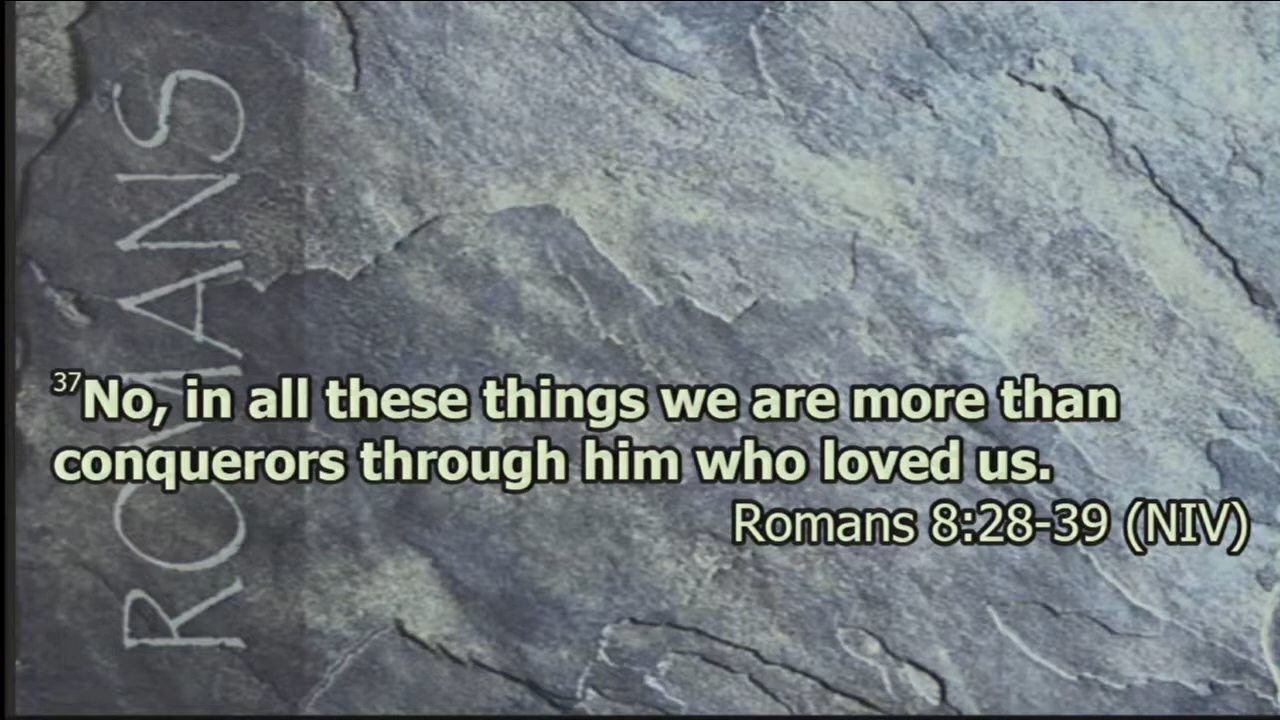 ROMANS
37No, in all these things we are more than
conquerors through him who loved us.
Romans 8:28-39 (NIV)